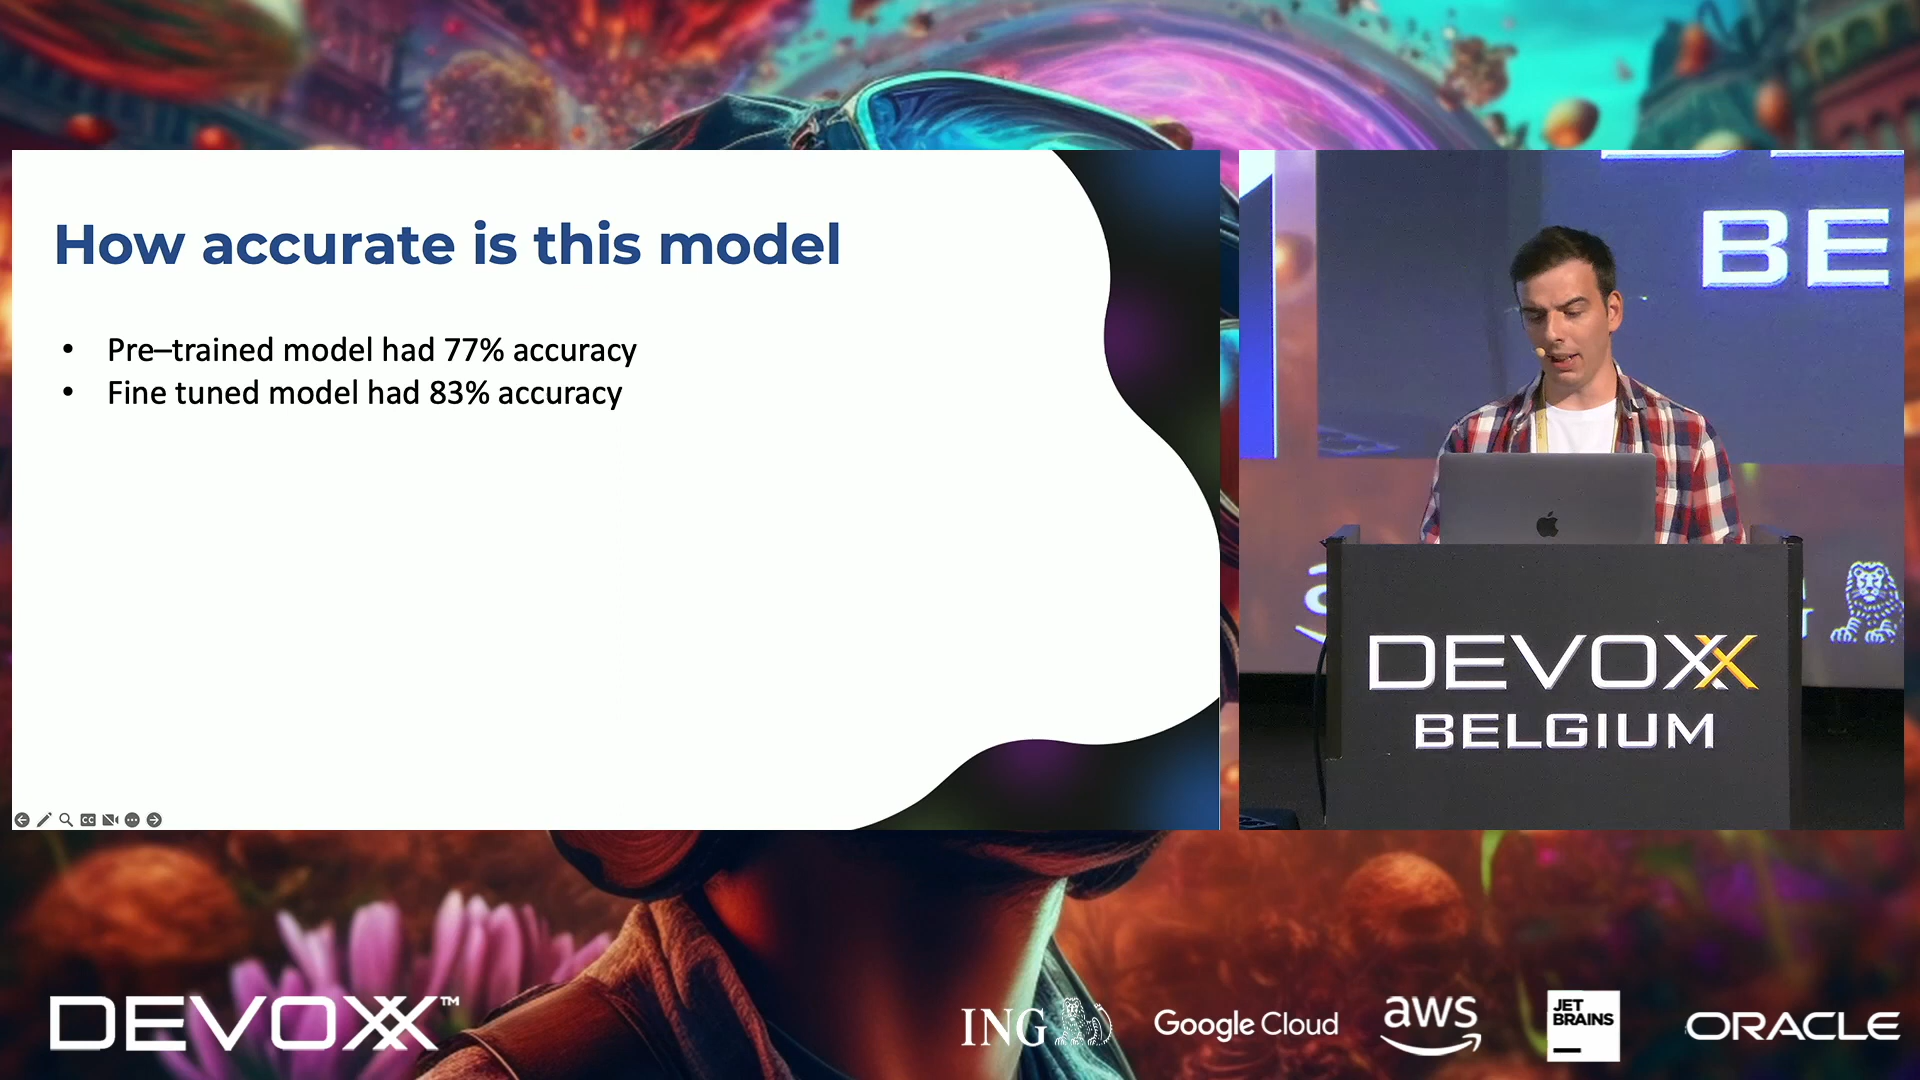 How accurate is this model
• Pre–trained model had 77% accuracy
• Fine tuned model had 83% accuracy
CC
BE
DEVOXX
BELGIUM
DEVOXX™
ING
Google Cloud
aws
JET
BRAINS
ORACLE